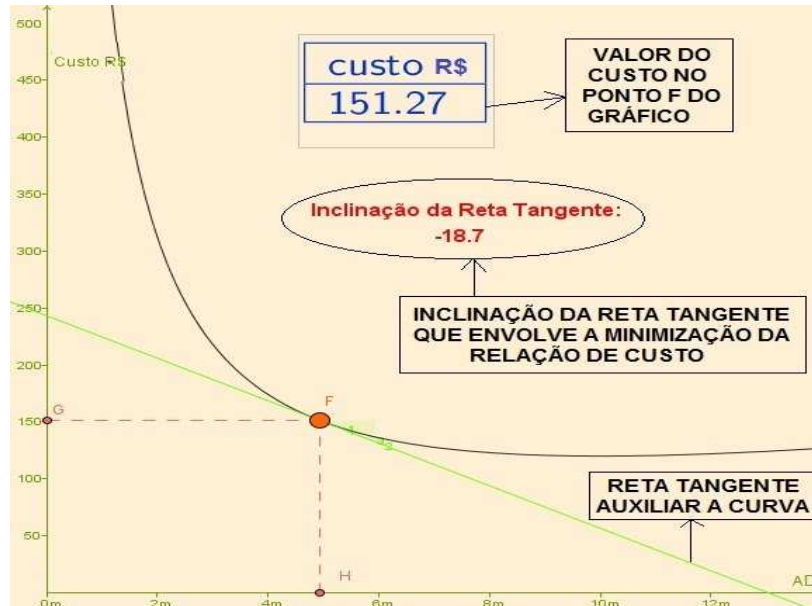 500
Custo R$
450
400
350
300
250
200
150
100
50
custo R$
151.27
VALOR DO
CUSTO NO
PONTO F DO
GRÁFICO
Inclinação da Reta Tangente:
-18.7
INCLINAÇÃO DA RETA TANGENTE
QUE ENVOLVE A MINIMIZAÇÃO DA
RELAÇÃO DE CUSTO
F
G
RETA TANGENTE
AUXILIAR A CURVA
H
AD
0m
2m
4m
6m
8m
10m
12m